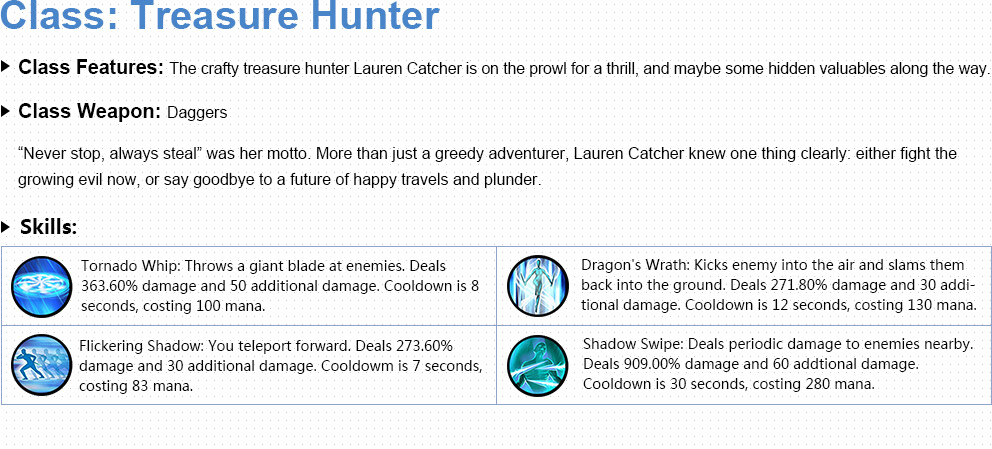 Class: Treasure Hunter
Class Features: The crafty treasure hunter Lauren Catcher is on the prowl for a thrill, and maybe some hidden valuables along the way.
Class Weapon: Daggers
“Never stop, always steal” was her motto. More than just a greedy adventurer, Lauren Catcher knew one thing clearly: either fight the
growing evil now, or say goodbye to a future of happy travels and plunder.
Skills:
Tornado Whip: Throws a giant blade at enemies. Deals
363.60% damage and 50 additional damage. Cooldown is 8
seconds, costing 100 mana.
Dragon's Wrath: Kicks enemy into the air and slams them
back into the ground. Deals 271.80% damage and 30 addi-
tional damage. Cooldown is 12 seconds, costing 130 mana.
Flickering Shadow: You teleport forward. Deals 273.60%
damage and 30 additional damage. Cooldowm is 7 seconds,
costing 83 mana.
Shadow Swipe: Deals periodic damage to enemies nearby.
Deals 909.00% damage and 60 addtional damage.
Cooldown is 30 seconds, costing 280 mana.